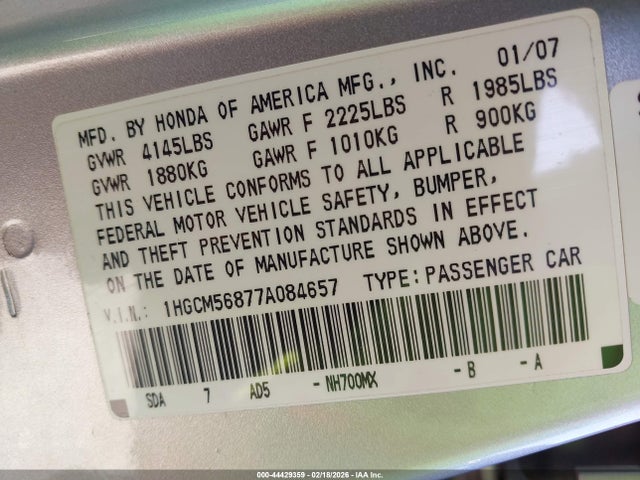 01/07
MFD. BY HONDA OF AMERICA MFG., INC.
GVWR 4145LBS GAWR F 2225LBS R 1985LBS
GVWR 1880KG GAWR F 1010KG R 900KG
THIS VEHICLE CONFORMS TO ALL APPLICABLE
FEDERAL MOTOR VEHICLE SAFETY, BUMPER,
AND THEFT PREVENTION STANDARDS IN EFFECT
ON THE DATE OF MANUFACTURE SHOWN ABOVE.
V.I.N.: 1HGCM56877A084657 TYPE:PASSENGER CAR
SDA 7 AD5 -NH700MX -B -A
000-44429359 - 02/18/2026 - IAA Inc.